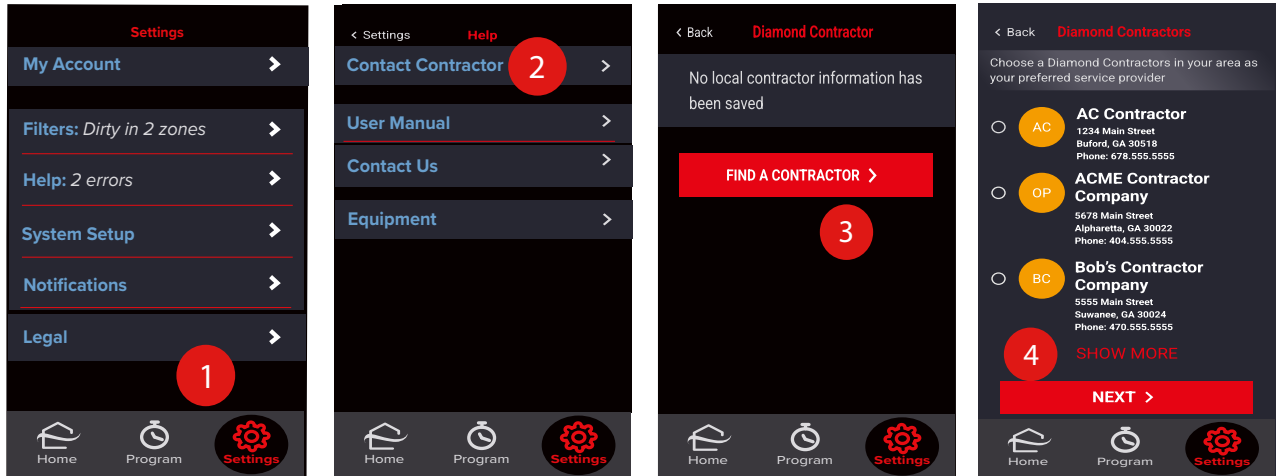 Settings
My Account
Filters: Dirty in 2 zones
Help: 2 errors
System Setup
Notifications
Legal
1
Home
Program
Settings
Settings
Help
Contact Contractor
2
User Manual
Contact Us
Equipment
Home
Program
Settings
Back
Diamond Contractor
No local contractor information has
been saved
FIND A CONTRACTOR
3
Home
Program
Settings
Back
Diamond Contractors
Choose a Diamond Contractors in your area as
your preferred service provider
AC
AC Contractor
1234 Main Street
Buford, GA 30518
Phone: 678.555.5555
OP
ACME Contractor
Company
5678 Main Street
Alpharetta, GA 30022
Phone: 404.555.5555
BC
Bob's Contractor
Company
5555 Main Street
Suwanee, GA 30024
Phone: 470.555.5555
4
SHOW MORE
NEXT
Home
Program
Settings